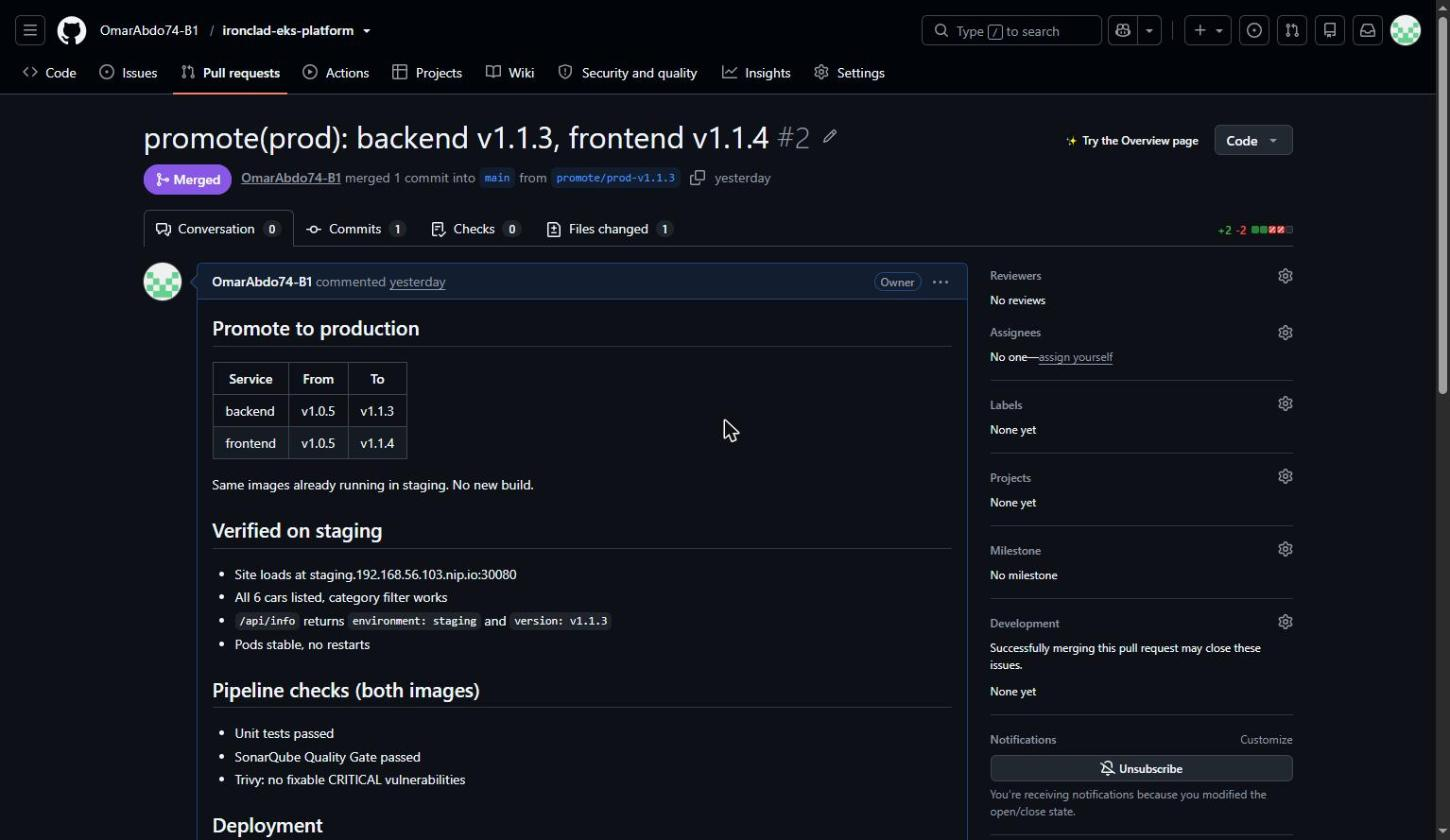 OmarAbdo74-B1 / ironclad-eks-platform
Type / to search
Code
Issues
Pull requests
Actions
Projects
Wiki
Security and quality
Insights
Settings
promote(prod): backend v1.1.3, frontend v1.1.4 #2
Try the Overview page
Code
Merged
OmarAbdo74-B1 merged 1 commit into main from promote/prod-v1.1.3 yesterday
Conversation 0
Commits 1
Checks 0
Files changed 1
+2 -2
OmarAbdo74-B1 commented yesterday
Owner
Promote to production
Service From To
backend v1.0.5 v1.1.3
frontend v1.0.5 v1.1.4
Same images already running in staging. No new build.
Verified on staging
• Site loads at staging.192.168.56.103.nip.io:30080
• All 6 cars listed, category filter works
• /api/info returns environment: staging and version: v1.1.3
• Pods stable, no restarts
Pipeline checks (both images)
• Unit tests passed
• SonarQube Quality Gate passed
• Trivy: no fixable CRITICAL vulnerabilities
Deployment
Reviewers
No reviews
Assignees
No one—assign yourself
Labels
None yet
Projects
None yet
Milestone
No milestone
Development
Successfully merging this pull request may close these
issues.
None yet
Notifications
Customize
Unsubscribe
You're receiving notifications because you modified the
open/close state.